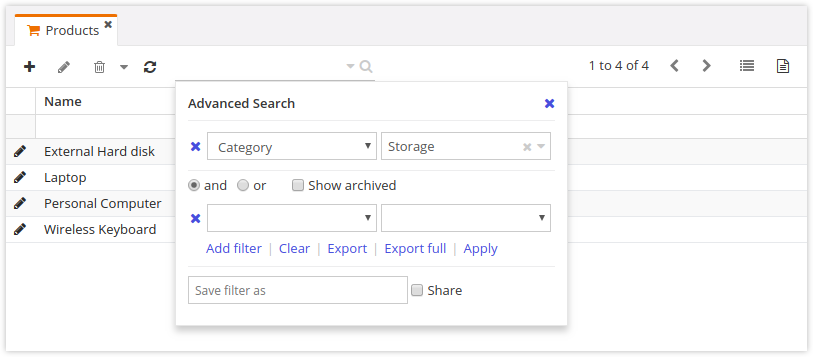 Products
1 to 4 of 4
Name
Advanced Search
Category Storage
and or Show archived
Add filter | Clear | Export | Export full | Apply
Save filter as Share
External Hard disk
Laptop
Personal Computer
Wireless Keyboard